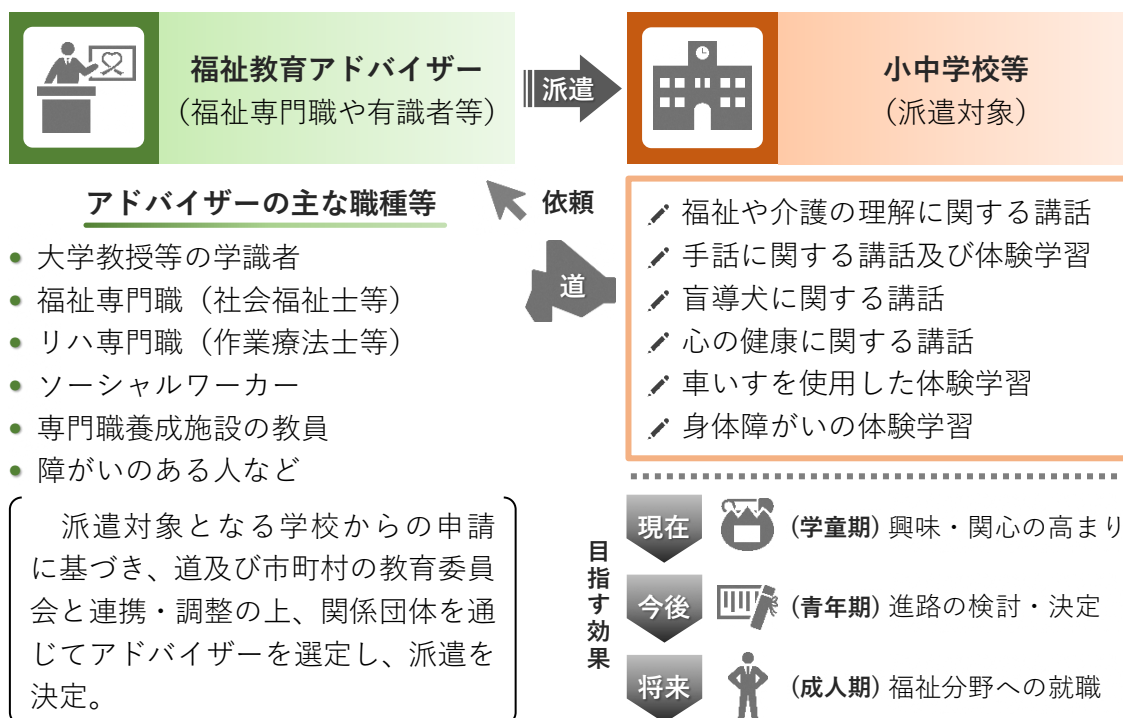 福祉教育アドバイザー
（福祉専門職や有識者等）
派遣
小中学校等
（派遣対象）
アドバイザーの主な職種等
大学教授等の学識者
福祉専門職（社会福祉士等）
リハ専門職（作業療法士等）
ソーシャルワーカー
専門職養成施設の教員
障がいのある人など
派遣対象となる学校からの申請
に基づき、道及び市町村の教育委員
会と連携・調整の上、関係団体を通
じてアドバイザーを選定し、派遣を
決定。
依頼
道
福祉や介護の理解に関する講話
手話に関する講話及び体験学習
盲導犬に関する講話
心の健康に関する講話
車いすを使用した体験学習
身体障がいの体験学習
目指す効果
現在
(学童期) 興味・関心の高まり
今後
(青年期) 進路の検討・決定
将来
(成人期) 福祉分野への就職